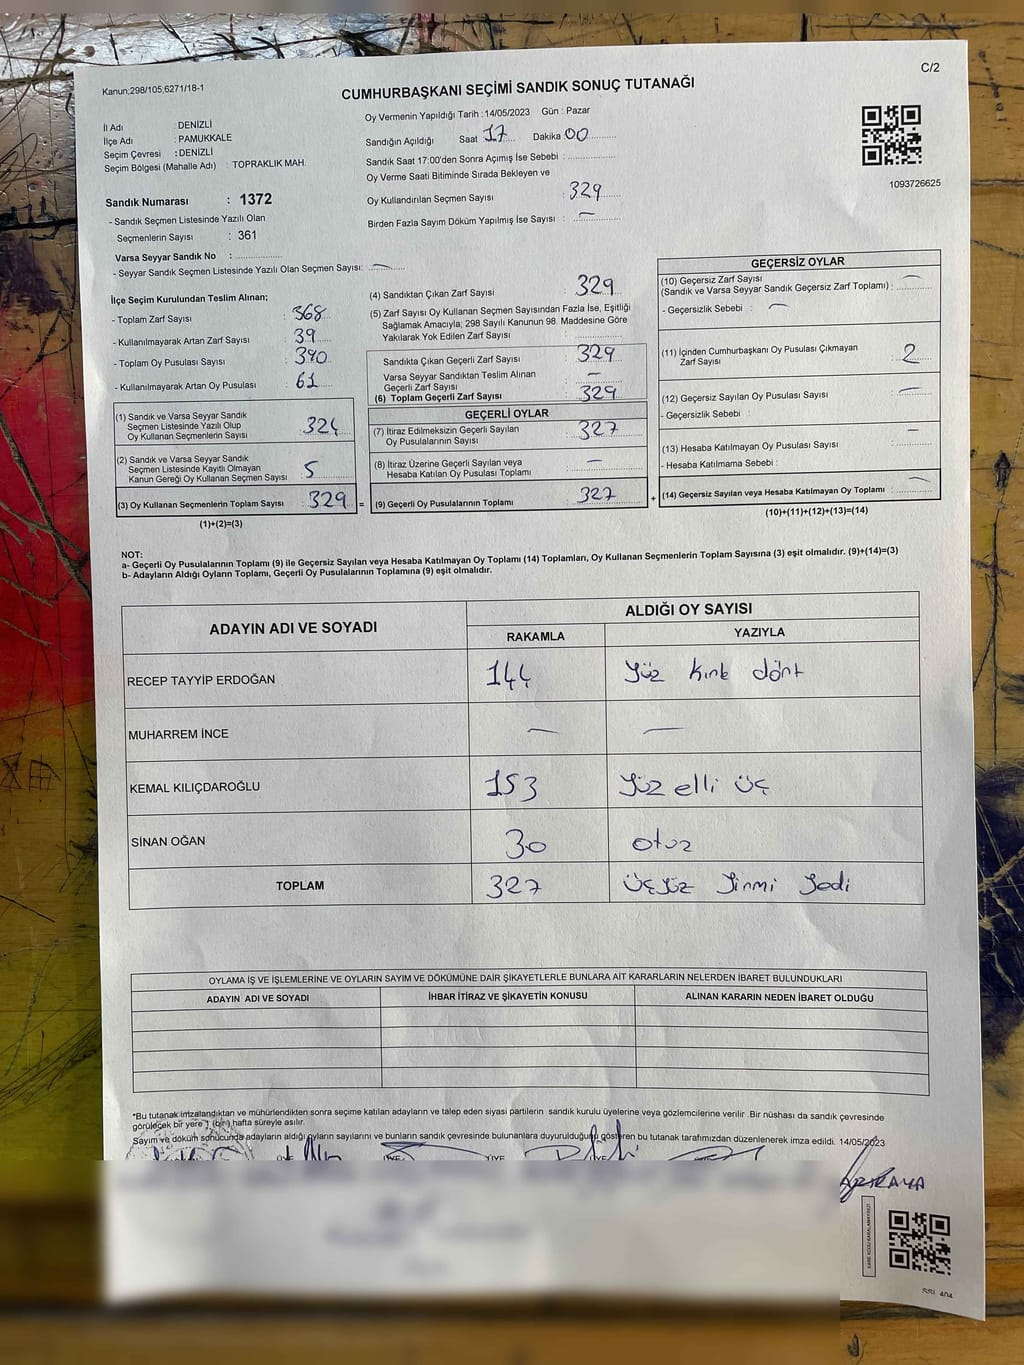 C/2
Kanun;298/105,6271/18-1
CUMHURBAŞKANI SEÇİMİ SANDIK SONUÇ TUTANAĞI
İl Adı : DENİZLİ
İlçe Adı : PAMUKKALE
Seçim Çevresi : DENİZLİ
Seçim Bölgesi (Mahalle Adı) : TOPRAKLIK MAH.
Sandık Numarası : 1372
- Sandık Seçmen Listesinde Yazılı Olan
Seçmenlerin Sayısı : 361
Varsa Seyyar Sandık No :
- Seyyar Sandık Seçmen Listesinde Yazılı Olan Seçmen Sayısı: —
Oy Vermenin Yapıldığı Tarih :14/05/2023 Gün : Pazar
Sandığın Açıldığı Saat 17 Dakika 00
Sandık Saat 17:00'den Sonra Açımış İse Sebebi :
Oy Verme Saati Bitiminde Sırada Bekleyen ve
Oy Kullandırılan Seçmen Sayısı : 329
Birden Fazla Sayım Döküm Yapılmış İse Sayısı : —
1093726625
İlçe Seçim Kurulundan Teslim Alınan;
- Toplam Zarf Sayısı : 368
- Kullanılmayarak Artan Zarf Sayısı : 39
- Toplam Oy Pusulası Sayısı : 390
- Kullanılmayarak Artan Oy Pusulası : 61
(1) Sandık ve Varsa Seyyar Sandık
Seçmen Listesinde Yazılı Olup
Oy Kullanan Seçmenlerin Sayısı : 324
(2) Sandık ve Varsa Seyyar Sandık
Seçmen Listesinde Kayıtlı Olmayan
Kanun Gereği Oy Kullanan Seçmen Sayısı : 5
(3) Oy Kullanan Seçmenlerin Toplam Sayısı : 329 =
(1)+(2)=(3)
(4) Sandıktan Çıkan Zarf Sayısı : 329
(5) Zarf Sayısı Oy Kullanan Seçmen Sayısından Fazla İse, Eşitliği
Sağlamak Amacıyla; 298 Sayılı Kanunun 98. Maddesine Göre
Yakılarak Yok Edilen Zarf Sayısı :
Sandıkta Çıkan Geçerli Zarf Sayısı : 329
Varsa Seyyar Sandıktan Teslim Alınan
Geçerli Zarf Sayısı : —
(6) Toplam Geçerli Zarf Sayısı : 329
GEÇERLİ OYLAR
(7) İtiraz Edilmeksizin Geçerli Sayılan
Oy Pusulalarının Sayısı : 327
(8) İtiraz Üzerine Geçerli Sayılan veya
Hesaba Katılan Oy Pusulası Toplamı : —
(9) Geçerli Oy Pusulalarının Toplamı : 327 +
GEÇERSİZ OYLAR
(10) Geçersiz Zarf Sayısı
(Sandık ve Varsa Seyyar Sandık Geçersiz Zarf Toplamı) : —
- Geçersizlik Sebebi : —
(11) İçinden Cumhurbaşkanı Oy Pusulası Çıkmayan
Zarf Sayısı : 2
(12) Geçersiz Sayılan Oy Pusulası Sayısı : —
- Geçersizlik Sebebi :
(13) Hesaba Katılmayan Oy Pusulası Sayısı : —
- Hesaba Katılmama Sebebi :
(14) Geçersiz Sayılan veya Hesaba Katılmayan Oy Toplamı : —
(10)+(11)+(12)+(13)=(14)
NOT:
a- Geçerli Oy Pusulalarının Toplamı (9) ile Geçersiz Sayılan veya Hesaba Katılmayan Oy Toplamı (14) Toplamları, Oy Kullanan Seçmenlerin Toplam Sayısına (3) eşit olmalıdır. (9)+(14)=(3)
b- Adayların Aldığı Oyların Toplamı, Geçerli Oy Pusulalarının Toplamına (9) eşit olmalıdır.
ADAYIN ADI VE SOYADI
ALDIĞI OY SAYISI
RAKAMLA YAZIYLA
RECEP TAYYİP ERDOĞAN 144 Yüz kırk dört
MUHARREM İNCE — —
KEMAL KILIÇDAROĞLU 153 Yüz elli üç
SİNAN OĞAN 30 otuz
TOPLAM 327 Üçyüz Yirmi Yedi
OYLAMA İŞ VE İŞLEMLERİNE VE OYLARIN SAYIM VE DÖKÜMÜNE DAİR ŞİKAYETLERLE BUNLARA AİT KARARLARIN NELERDEN İBARET BULUNDUKLARI
ADAYIN ADI VE SOYADI İHBAR İTİRAZ VE ŞİKAYETİN KONUSU ALINAN KARARIN NEDEN İBARET OLDUĞU
*Bu tutanak imzalandıktan ve mühürlendikten sonra seçime katılan adayların ve talep eden siyasi partilerin sandık kurulu üyelerine veya gözlemcilerine verilir .Bir nüshası da sandık çevresinde
görülecek bir yere 1 (bir) hafta süreyle asılır.
Sayım ve döküm sonucunda adayların aldığı oyların sayılarını ve bunların sandık çevresinde bulunanlara duyurulduğunu gösteren bu tutanak tarafımızdan düzenlenerek imza edildi. 14/05/2023